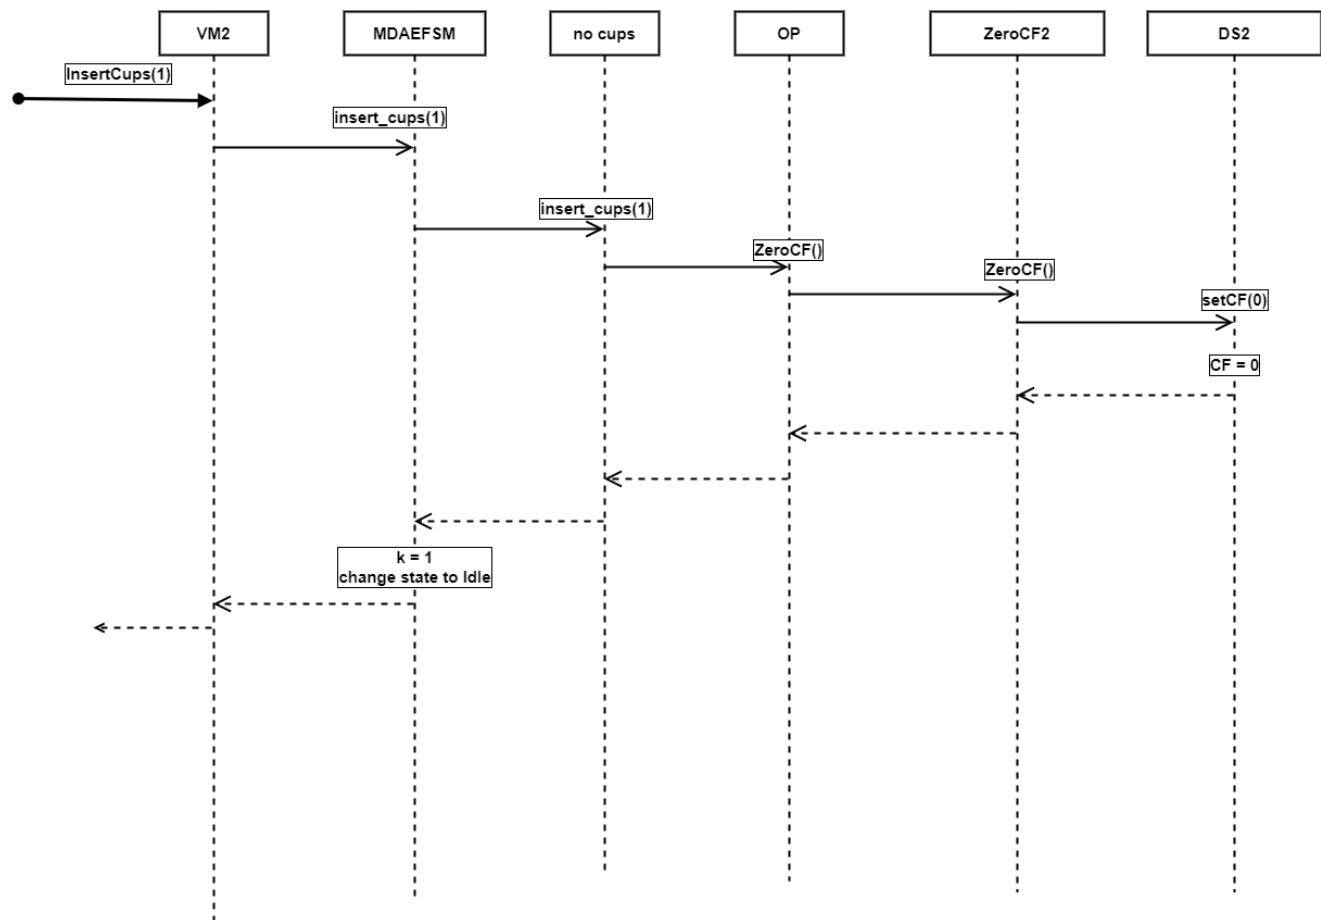 VM2
MDAEFSM
no cups
OP
ZeroCF2
DS2
InsertCups(1)
insert_cups(1)
insert_cups(1)
ZeroCF()
ZeroCF()
setCF(0)
CF = 0
k = 1
change state to Idle